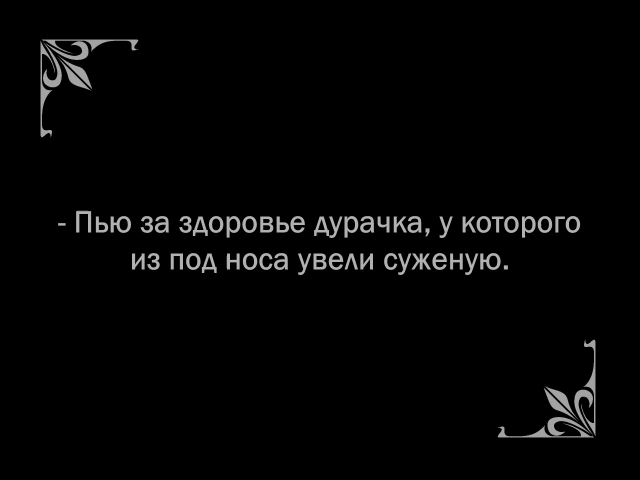 - Пью за здоровье дурачка, у которого
из под носа увели суженую.